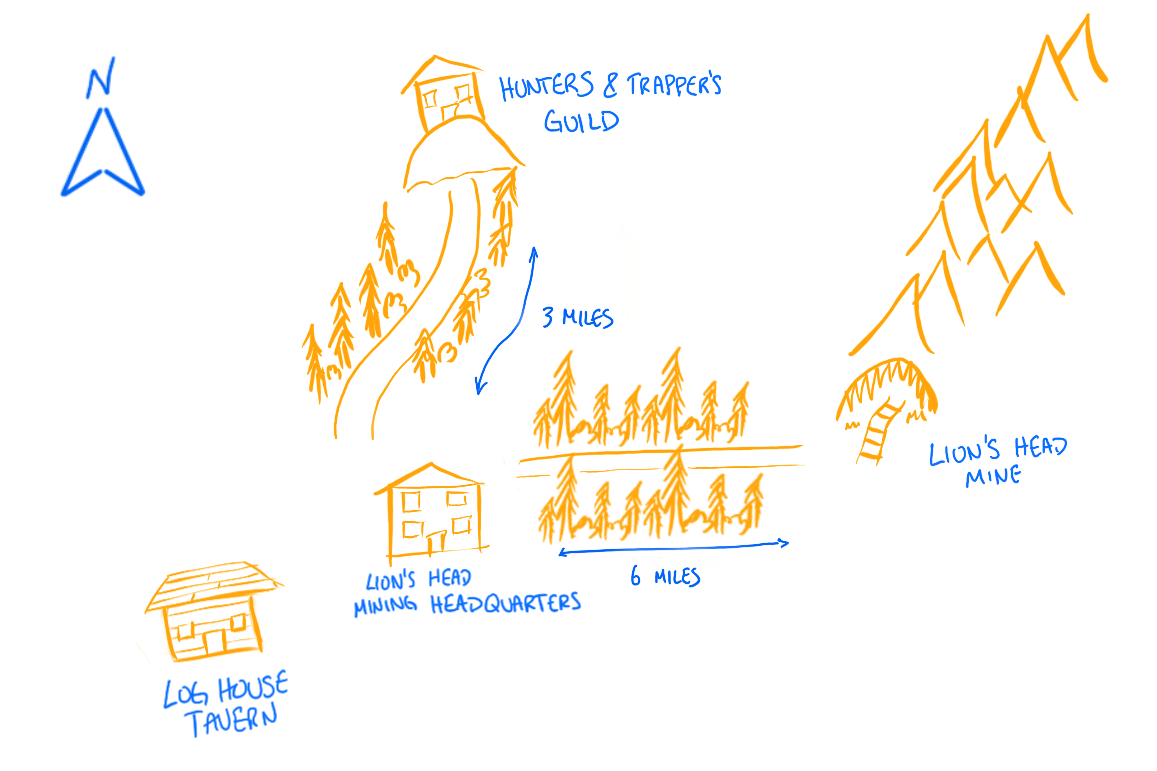 N
HUNTERS & TRAPPER'S
GUILD
3 MILES
LION'S HEAD
MINE
6 MILES
LION'S HEAD
MINING HEADQUARTERS
LOG HOUSE
TAVERN